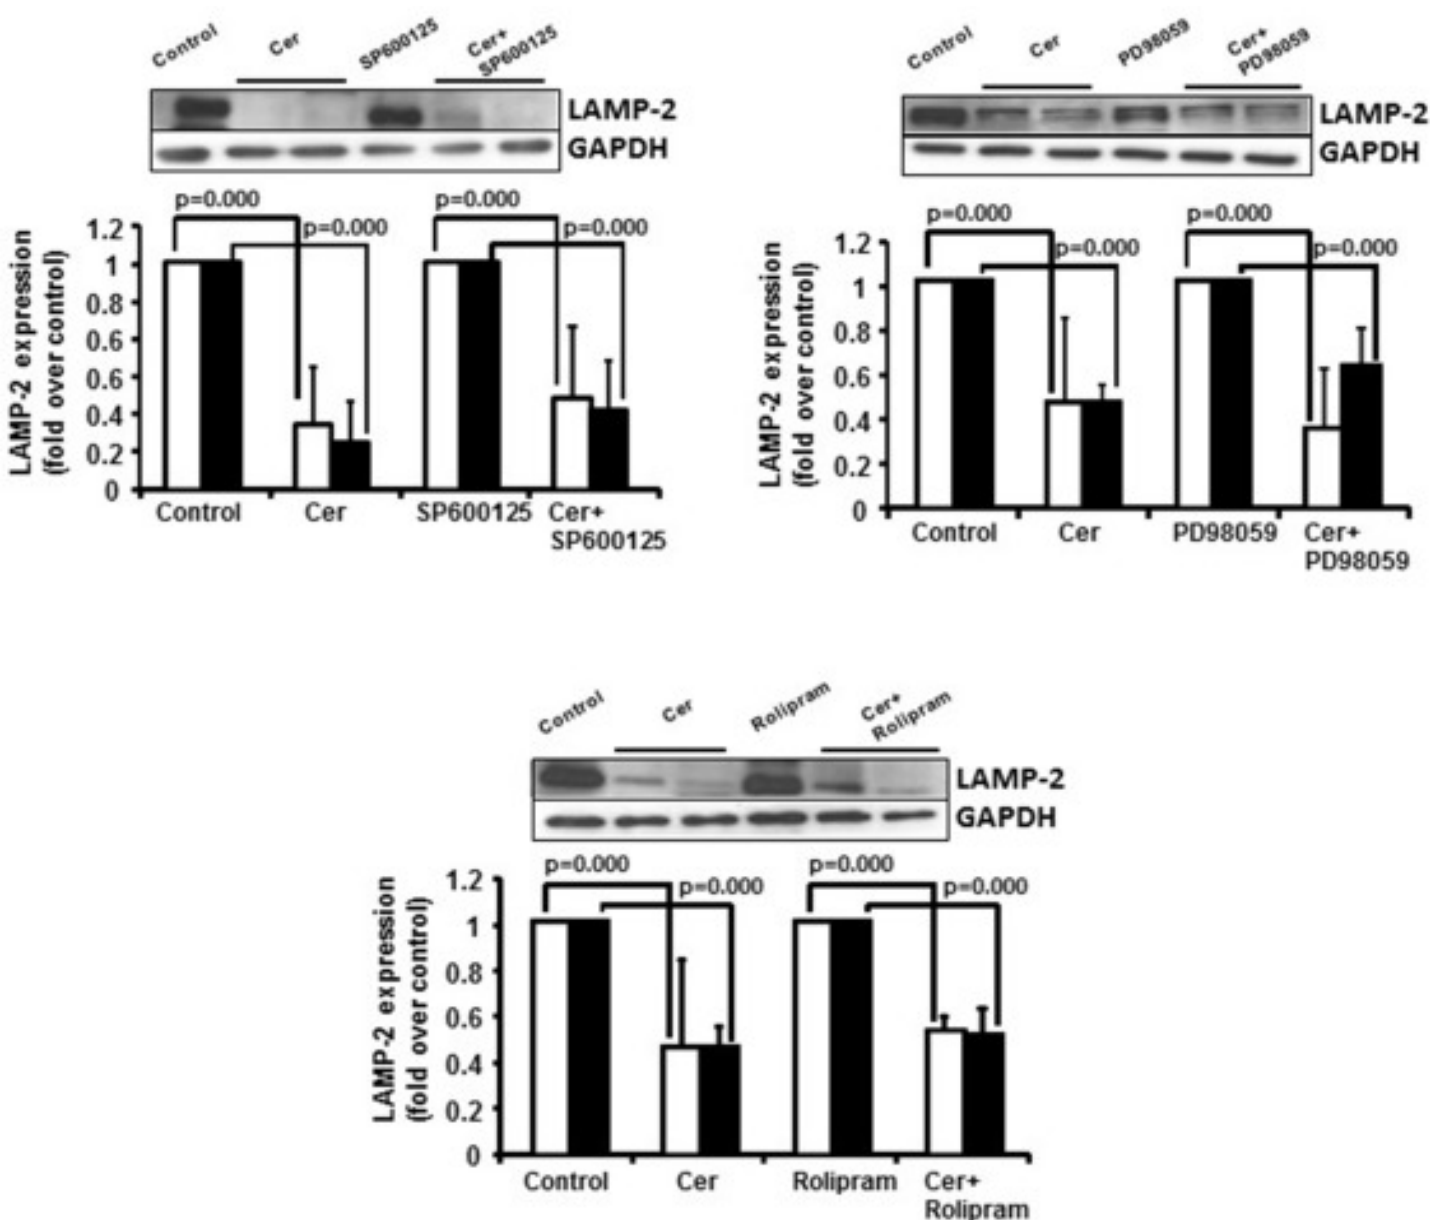 Control Cer SP600125 Cer+ SP600125
LAMP-2
GAPDH
p=0.000 p=0.000
p=0.000 p=0.000
LAMP-2 expression
(fold over control)
1.2
1
0.8
0.6
0.4
0.2
0
Control Cer SP600125 Cer+
SP600125
Control Cer PD98059 Cer+ PD98059
LAMP-2
GAPDH
p=0.000 p=0.000
p=0.000 p=0.000
LAMP-2 expression
(fold over control)
1.2
1
0.8
0.6
0.4
0.2
0
Control Cer PD98059 Cer+
PD98059
Control Cer Rolipram Cer+ Rolipram
LAMP-2
GAPDH
p=0.000 p=0.000
p=0.000 p=0.000
LAMP-2 expression
(fold over control)
1.2
1
0.8
0.6
0.4
0.2
0
Control Cer Rolipram Cer+
Rolipram